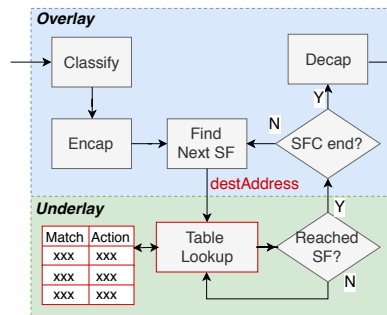 Overlay
Classify
Decap
Y
N
Encap
Find
Next SF
SFC end?
destAddress
Underlay
Y
Match Action
xxx xxx
xxx xxx
xxx xxx
Table
Lookup
Reached
SF?
N